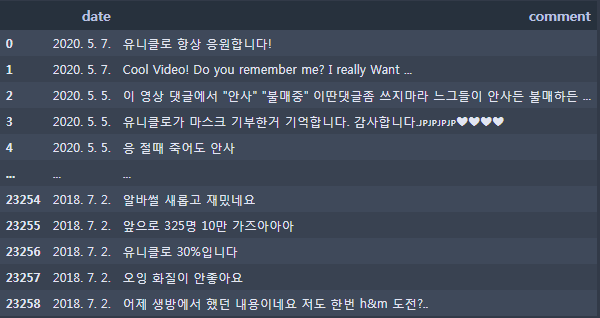 date comment
0 2020. 5. 7. 유니클로 항상 응원합니다!
1 2020. 5. 7. Cool Video! Do you remember me? I really Want ...
2 2020. 5. 5. 이 영상 댓글에서 "안사" "불매중" 이딴댓글좀 쓰지마라 느그들이 안사든 불매하든 ...
3 2020. 5. 5. 유니클로가 마스크 기부한거 기억합니다. 감사합니다.JPJPJPJP♥♥♥♥
4 2020. 5. 5. 응 절때 죽어도 안사
... ... ...
23254 2018. 7. 2. 알바썰 새롭고 재밌네요
23255 2018. 7. 2. 앞으로 325명 10만 가즈아아아
23256 2018. 7. 2. 유니클로 30%입니다
23257 2018. 7. 2. 오잉 화질이 안좋아요
23258 2018. 7. 2. 어제 생방에서 했던 내용이네요 저도 한번 h&m 도전?..